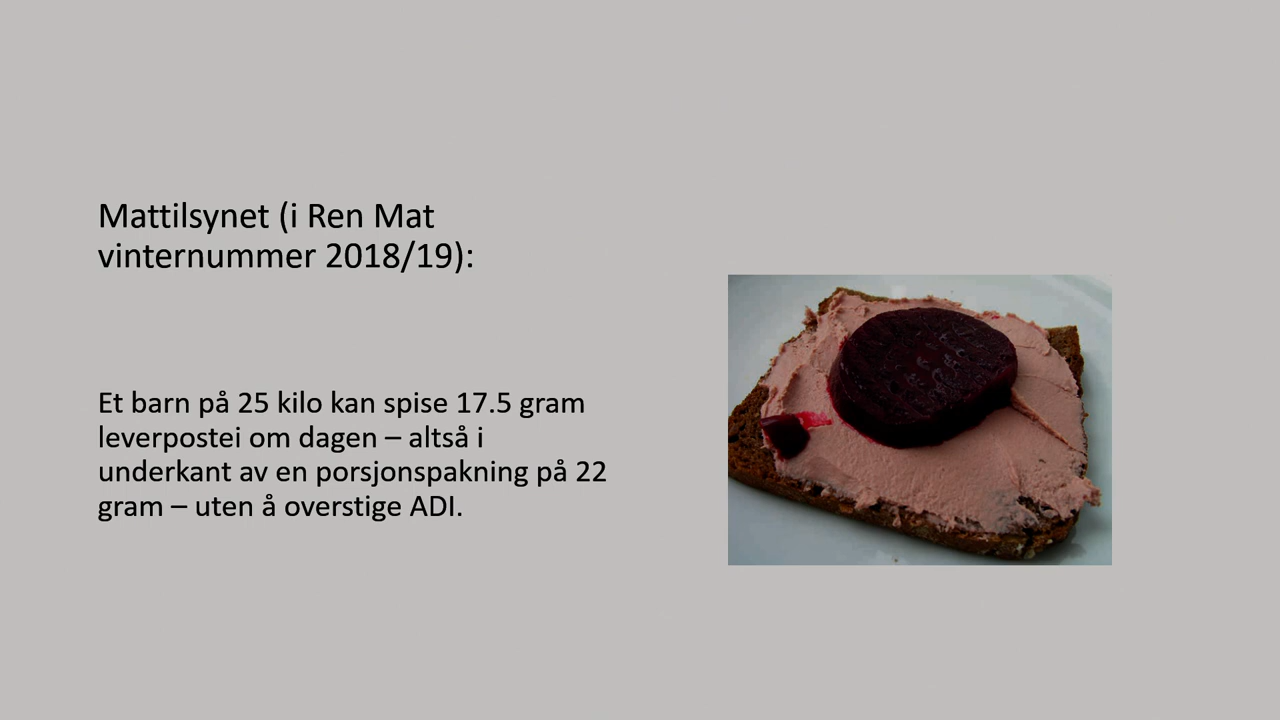 Mattilsynet (i Ren Mat
vinternummer 2018/19):
Et barn på 25 kilo kan spise 17.5 gram
leverpostei om dagen – altså i
underkant av en porsjonspakning på 22
gram – uten å overstige ADI.